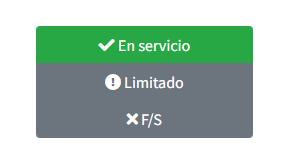 En servicio
Limitado
F/S